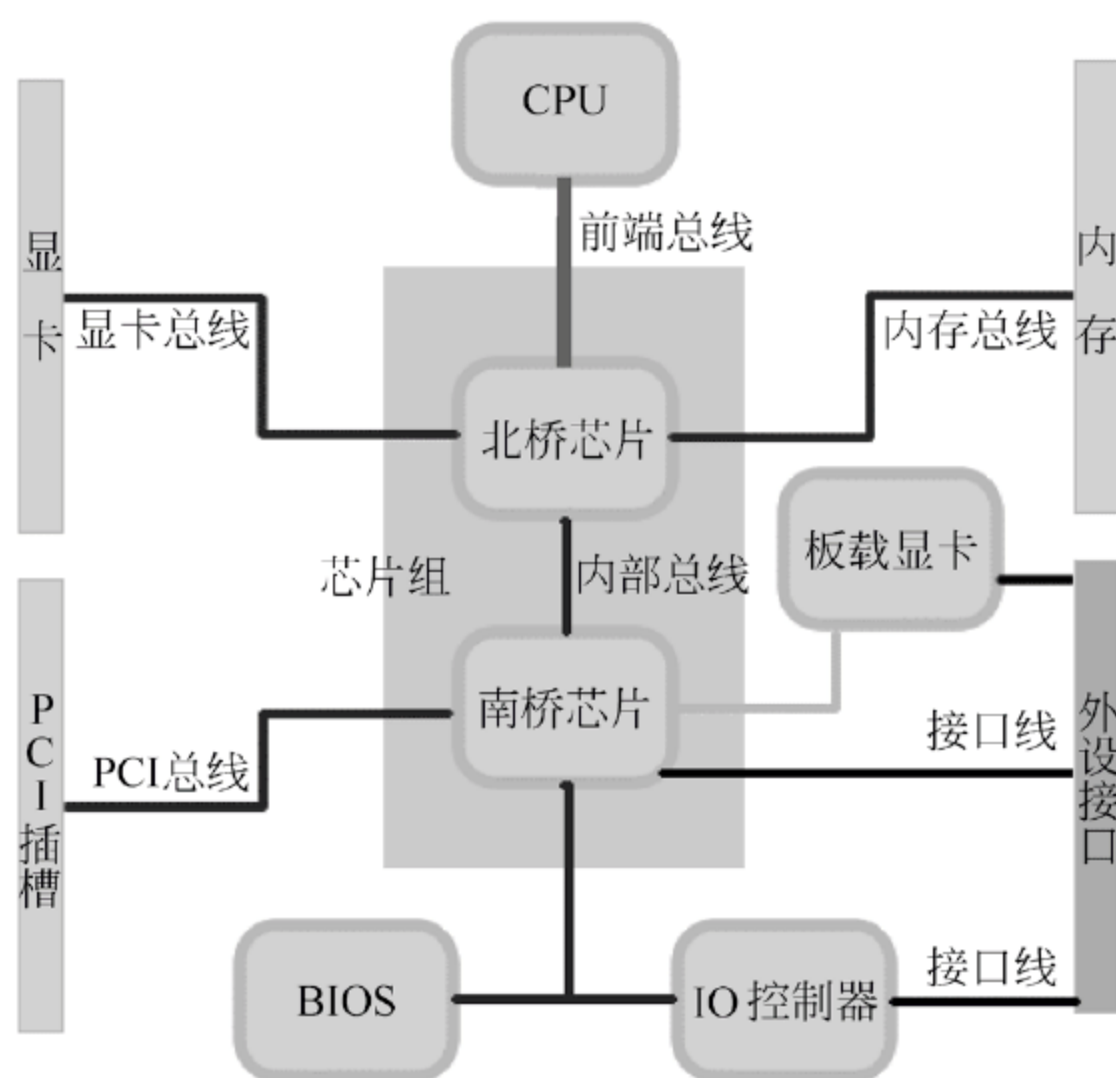 CPU
前端总线
显卡
显卡总线
内存总线
内存
北桥芯片
板载显卡
芯片组
内部总线
南桥芯片
PCI插槽
PCI总线
接口线
外设接口
BIOS
IO控制器
接口线